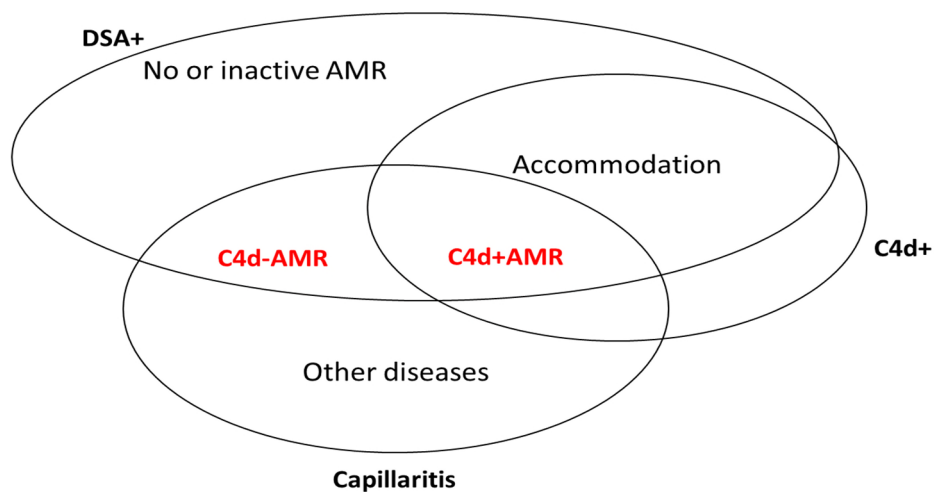 DSA+
No or inactive AMR
Accommodation
C4d-AMR
C4d+AMR
C4d+
Other diseases
Capillaritis